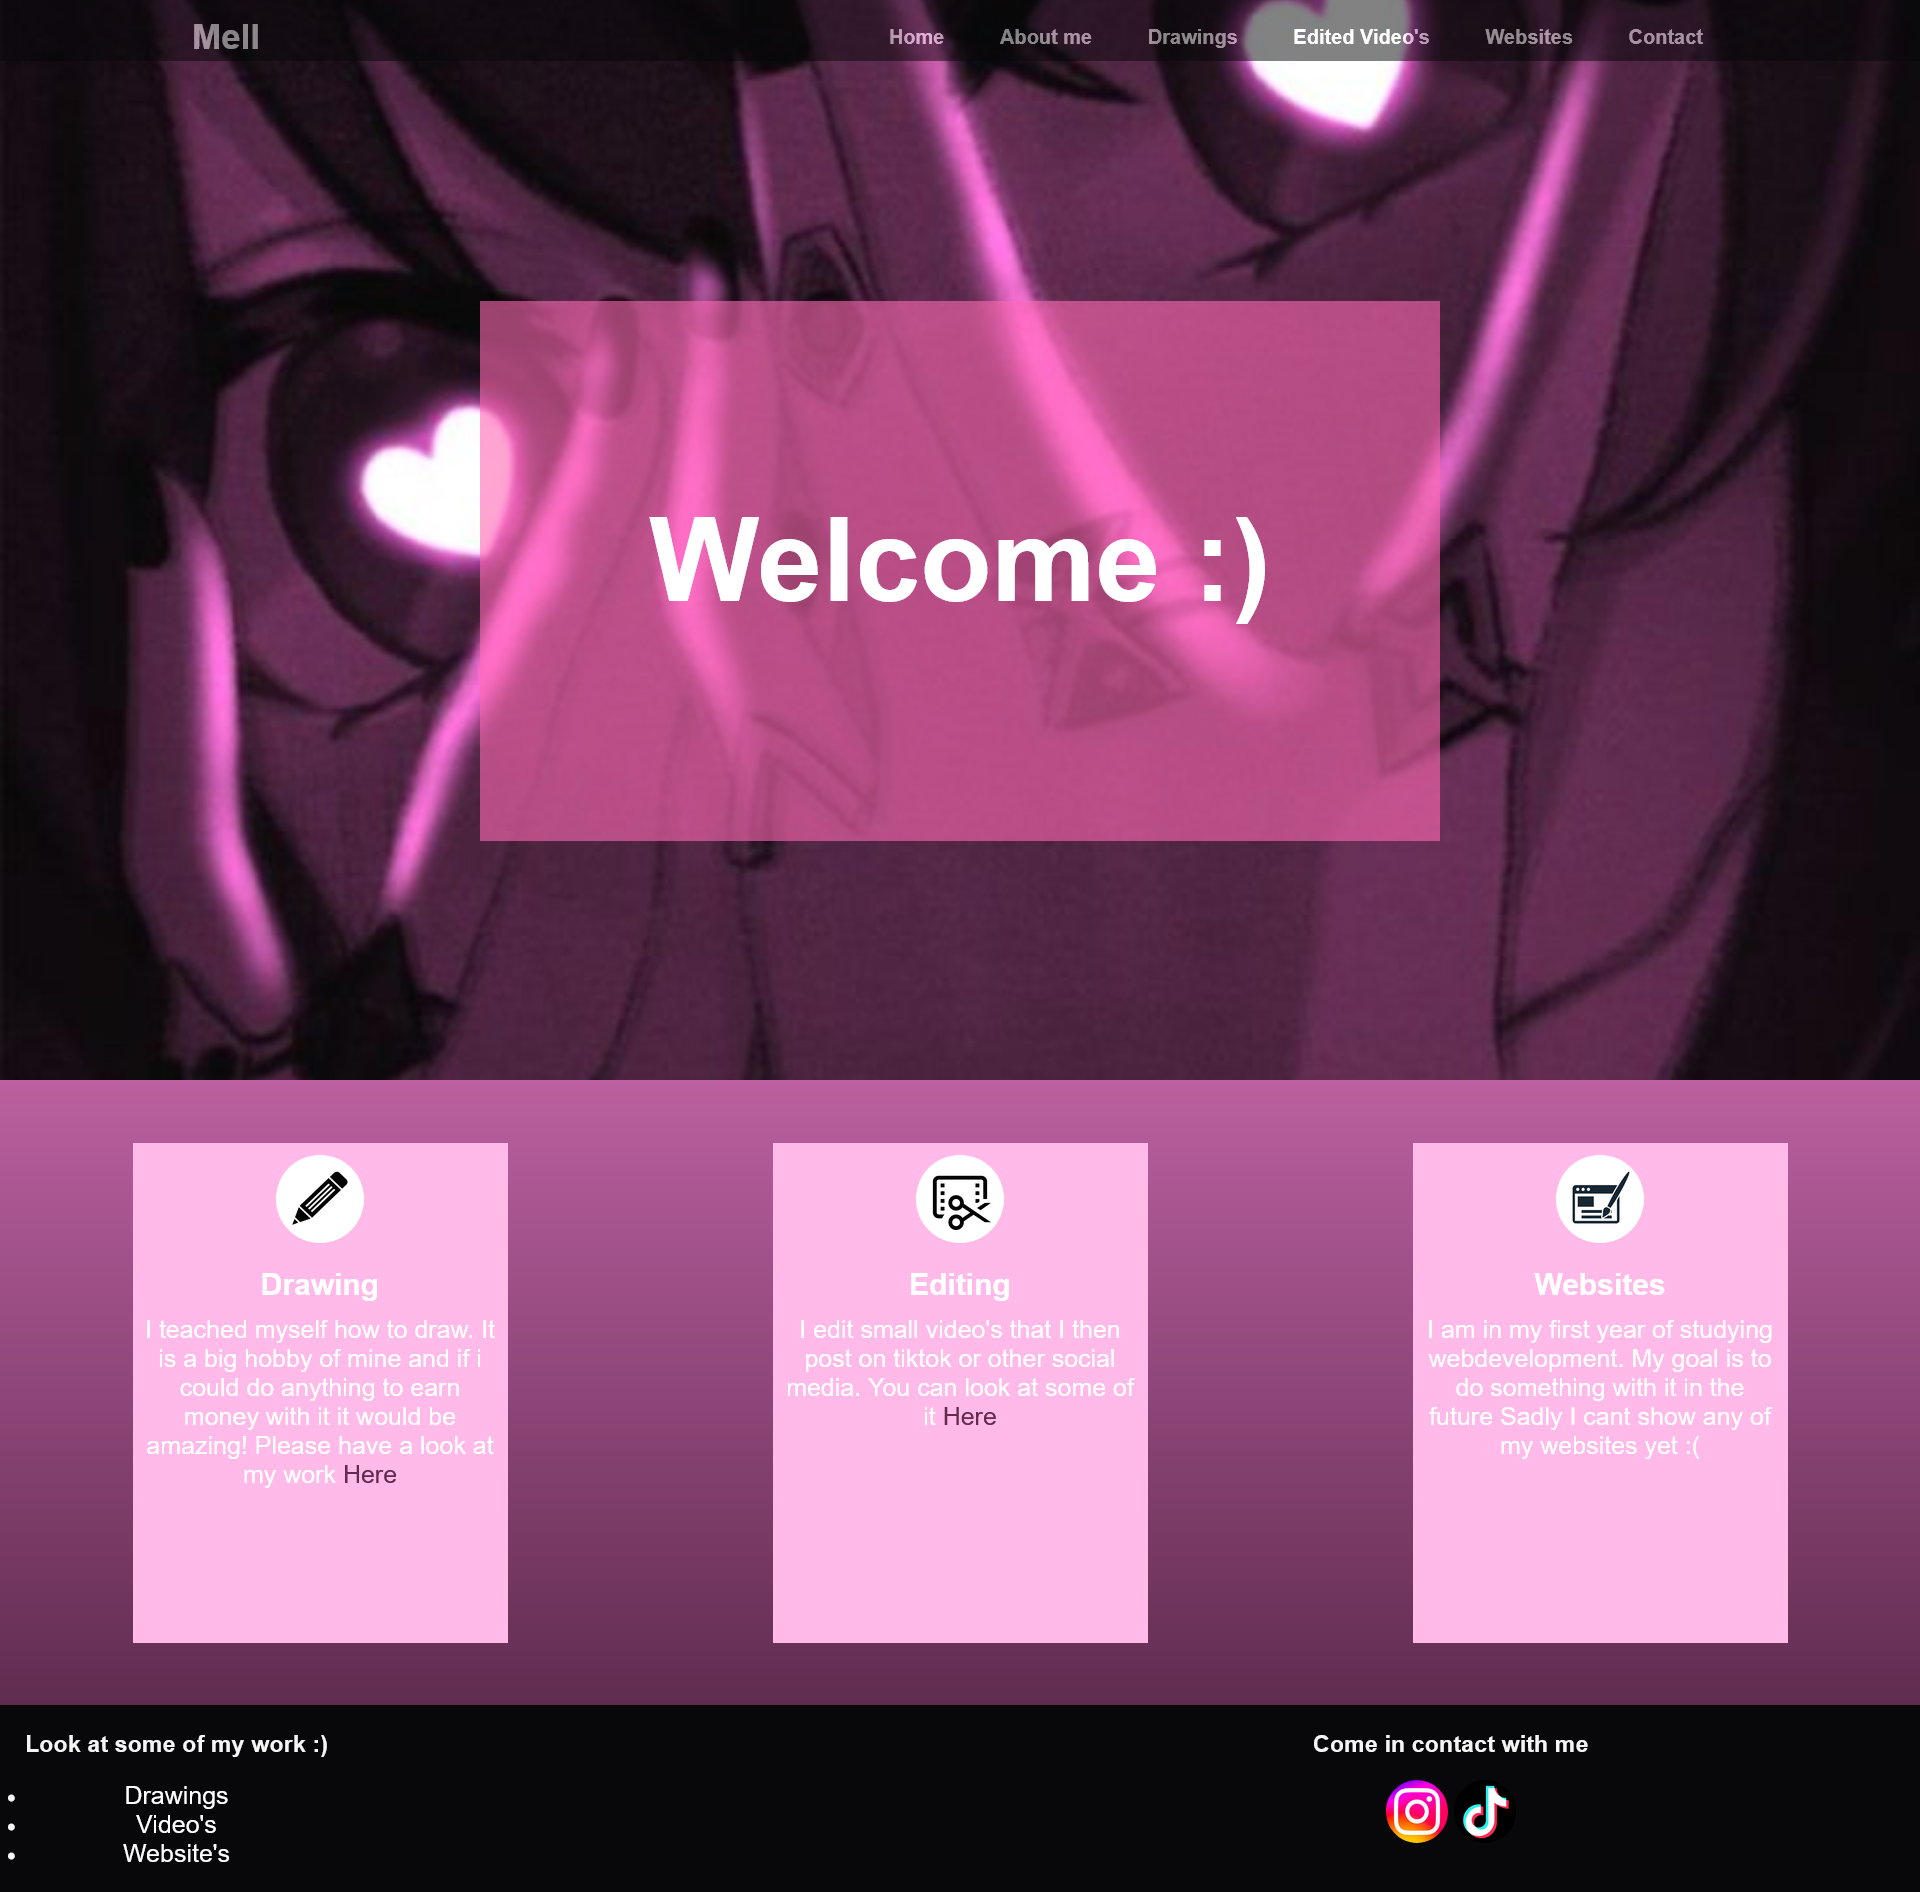 Mell
Home About me Drawings Edited Video's Websites Contact
Welcome :)
Drawing
I teached myself how to draw. It
is a big hobby of mine and if i
could do anything to earn
money with it it would be
amazing! Please have a look at
my work Here
Editing
I edit small video's that I then
post on tiktok or other social
media. You can look at some of
it Here
Websites
I am in my first year of studying
webdevelopment. My goal is to
do something with it in the
future Sadly I cant show any of
my websites yet :(
Look at some of my work :)
Drawings
Video's
Website's
Come in contact with me